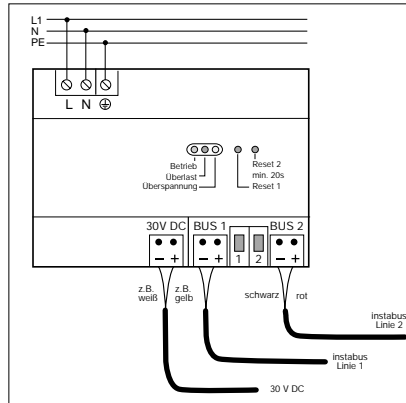 L1
N
PE
L N
Betrieb
Überlast
Überspannung
Reset 2
min. 20s
Reset 1
30V DC BUS 1 BUS 2
– + – + 1 2 – +
z.B.
weiß
z.B.
gelb
schwarz rot
instabus
Linie 2
instabus
Linie 1
30 V DC